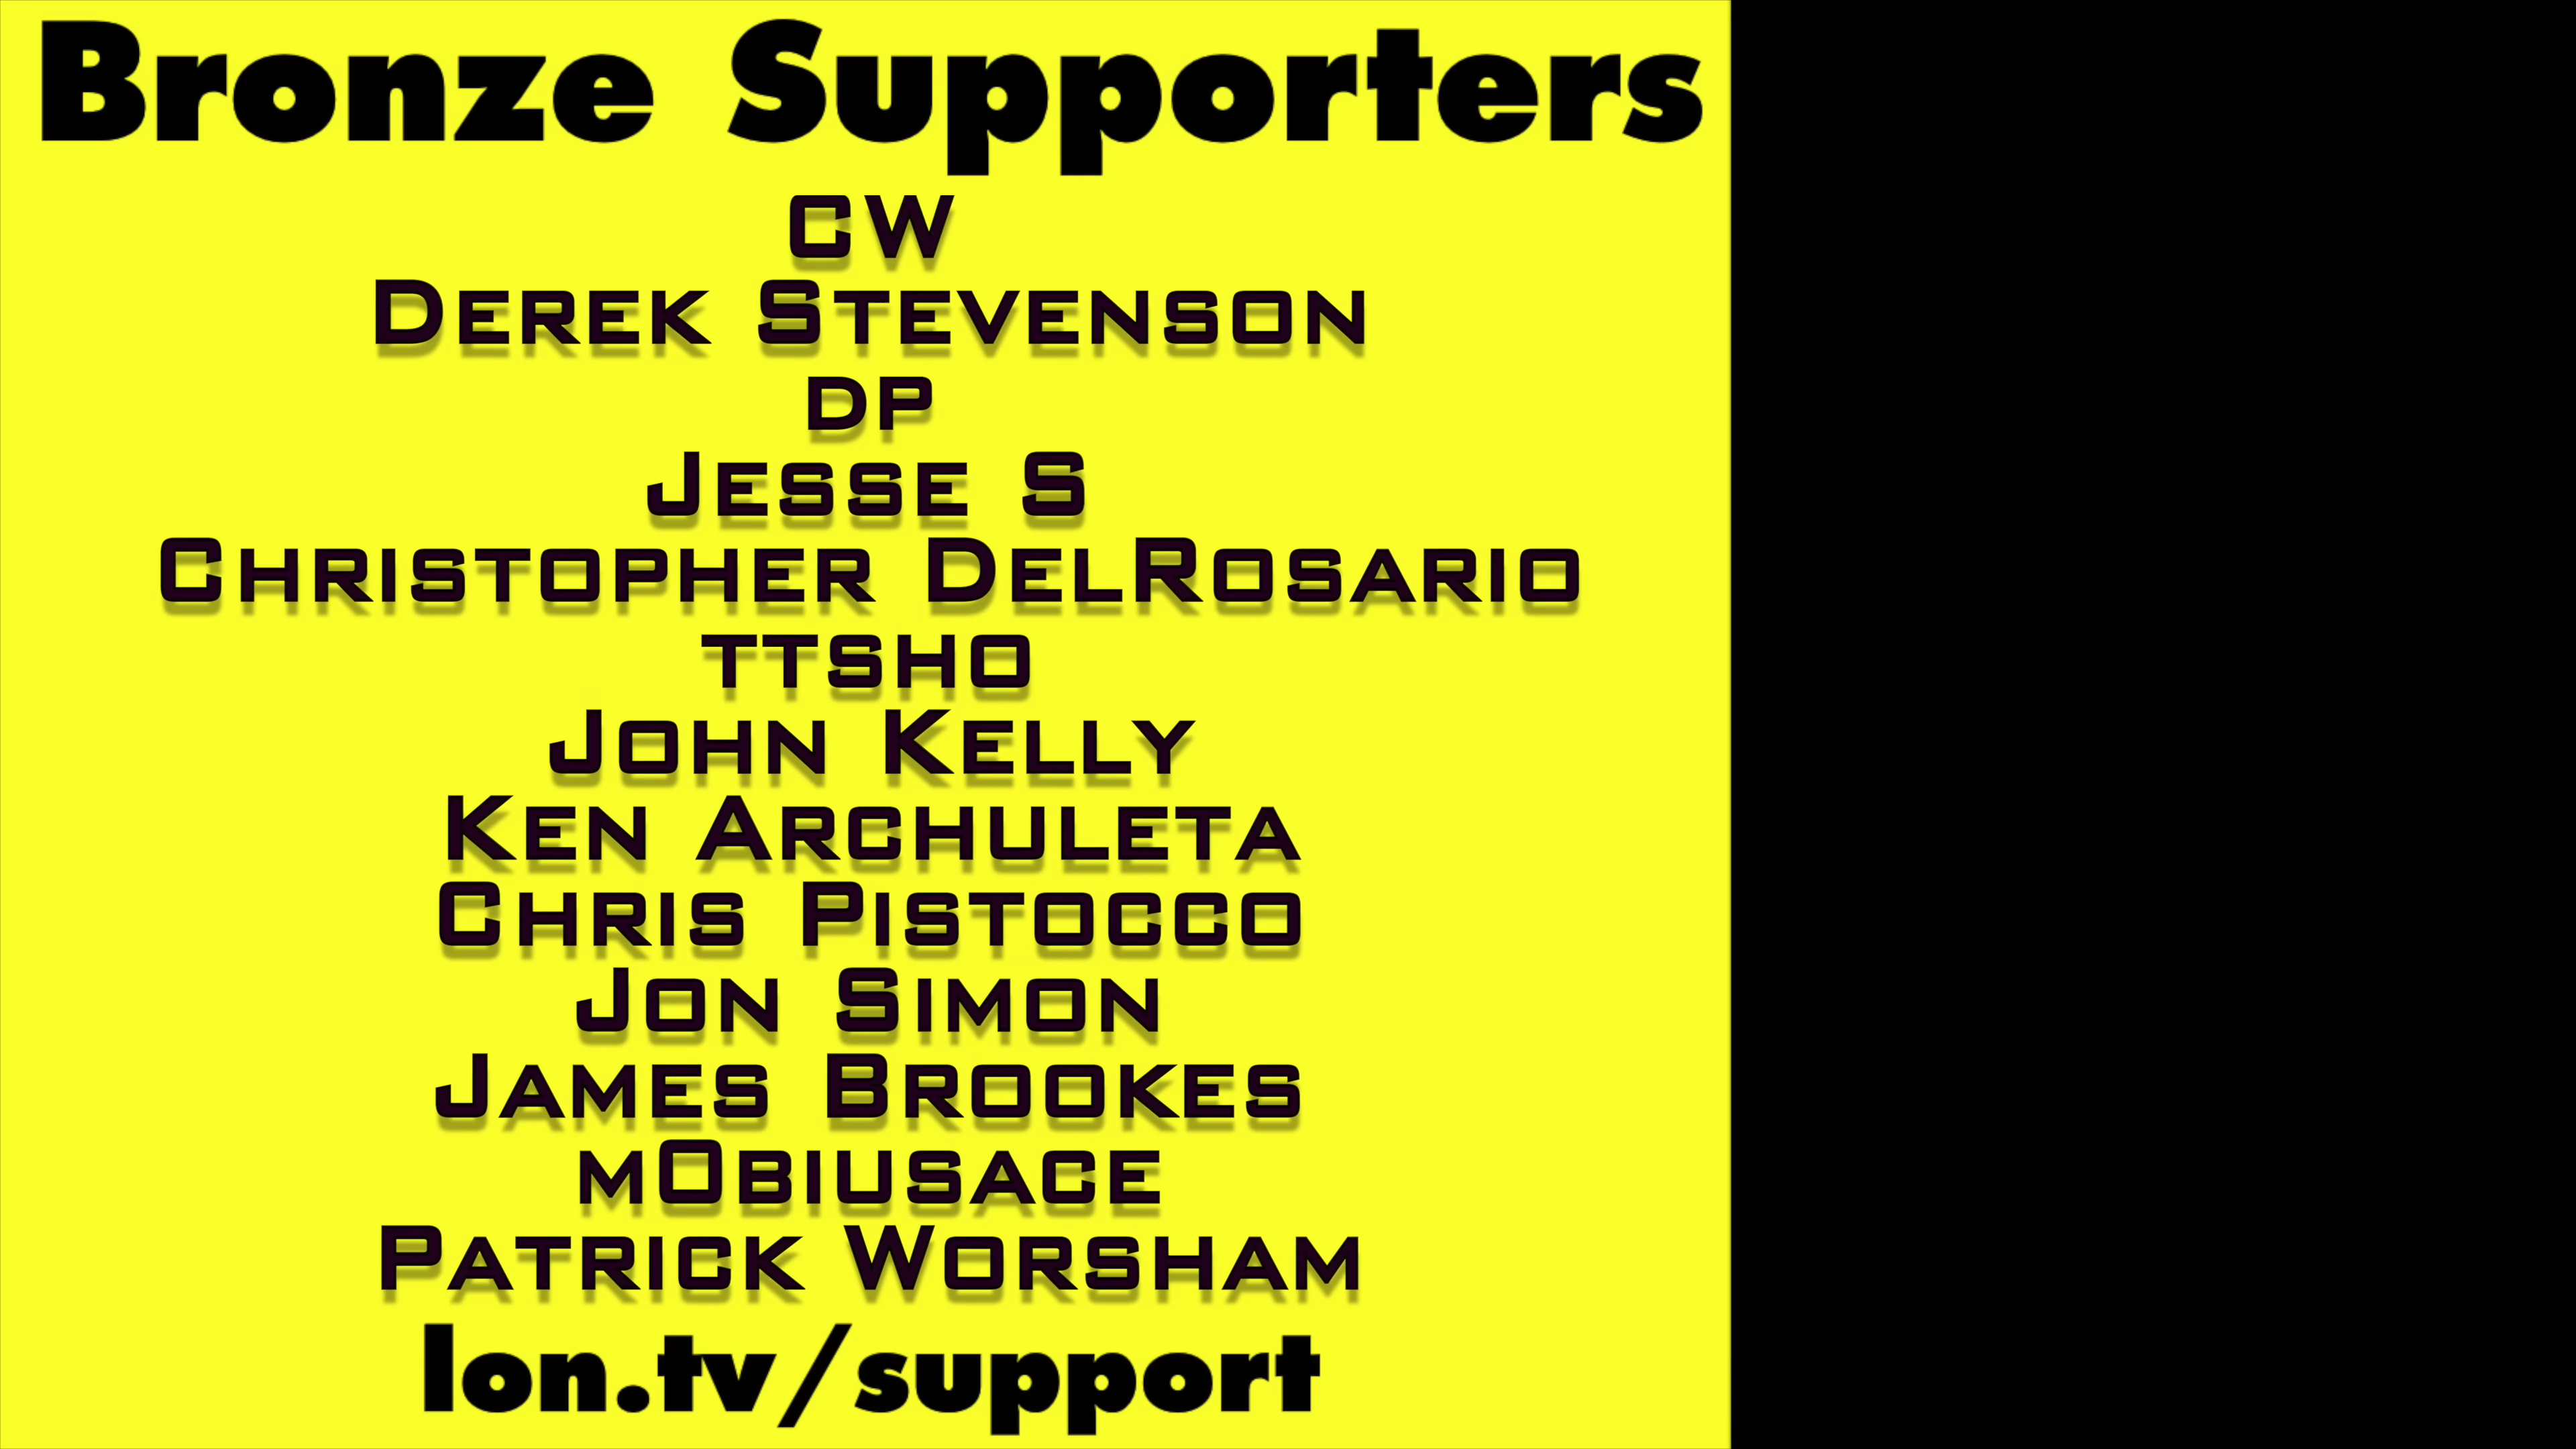 Bronze Supporters
CW
Derek Stevenson
dp
Jesse S
Christopher DelRosario
ttsho
John Kelly
Ken Archuleta
Chris Pistocco
Jon Simon
James Brookes
m0biusace
Patrick Worsham
lon.tv/support